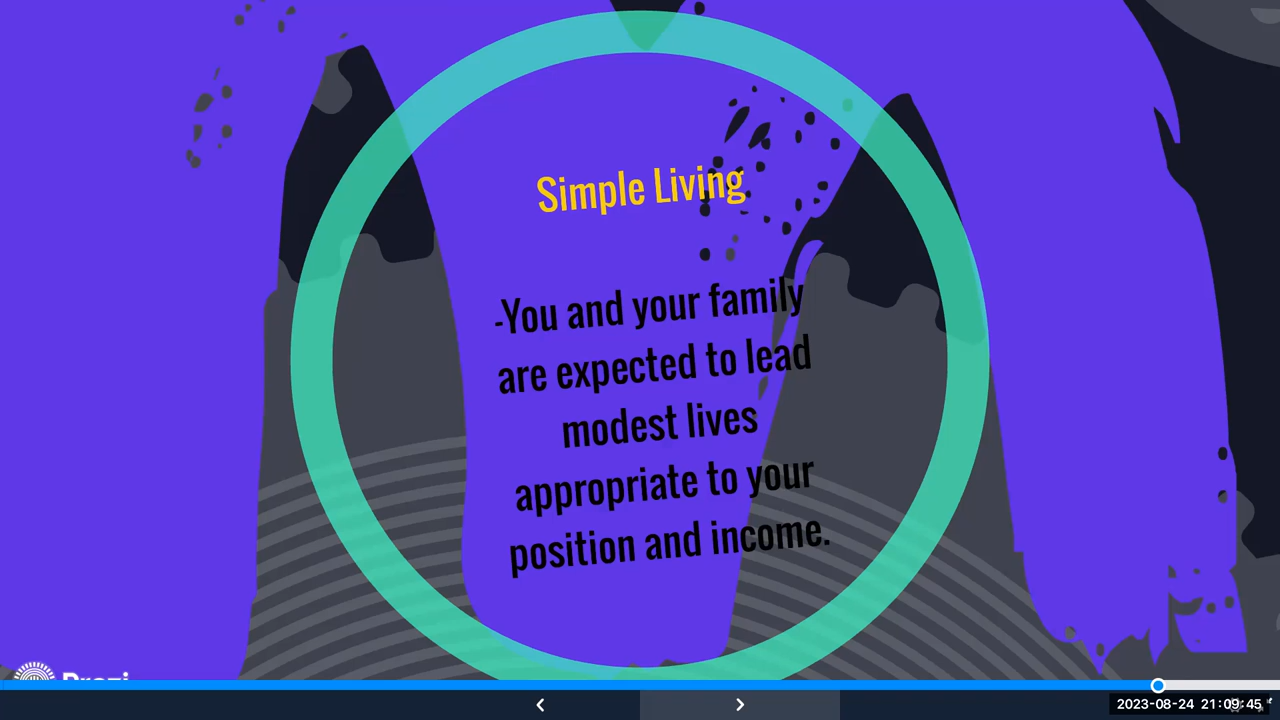 Simple Living
-You and your family
are expected to lead
modest lives
appropriate to your
position and income.
Prezi
2023-08-24 21:09:45